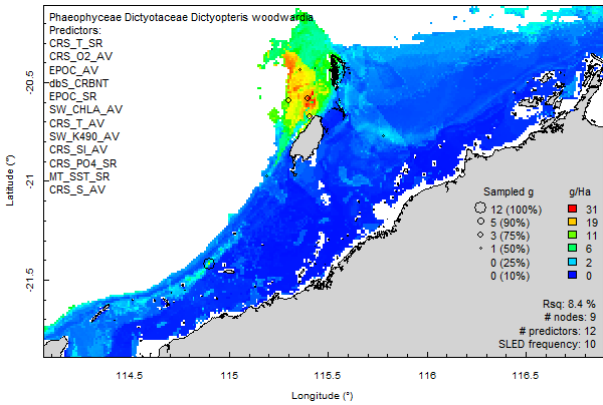 Phaeophyceae Dictyotaceae Dictyopteris woodwardia
Predictors:
CRS_T_SR
CRS_O2_AV
EPOC_AV
dbS_CRBNT
EPOC_SR
SW_CHLA_AV
CRS_T_AV
SW_K490_AV
CRS_SI_AV
CRS_PO4_SR
MT_SST_SR
CRS_S_AV
Sampled g g/Ha
12 (100%) 31
5 (90%) 19
3 (75%) 11
1 (50%) 6
0 (25%) 2
0 (10%) 0
Rsq: 8.4 %
# nodes: 9
# predictors: 12
SLED frequency: 10
Latitude (°)
-20.5
-21
-21.5
114.5 115 115.5 116 116.5
Longitude (°)